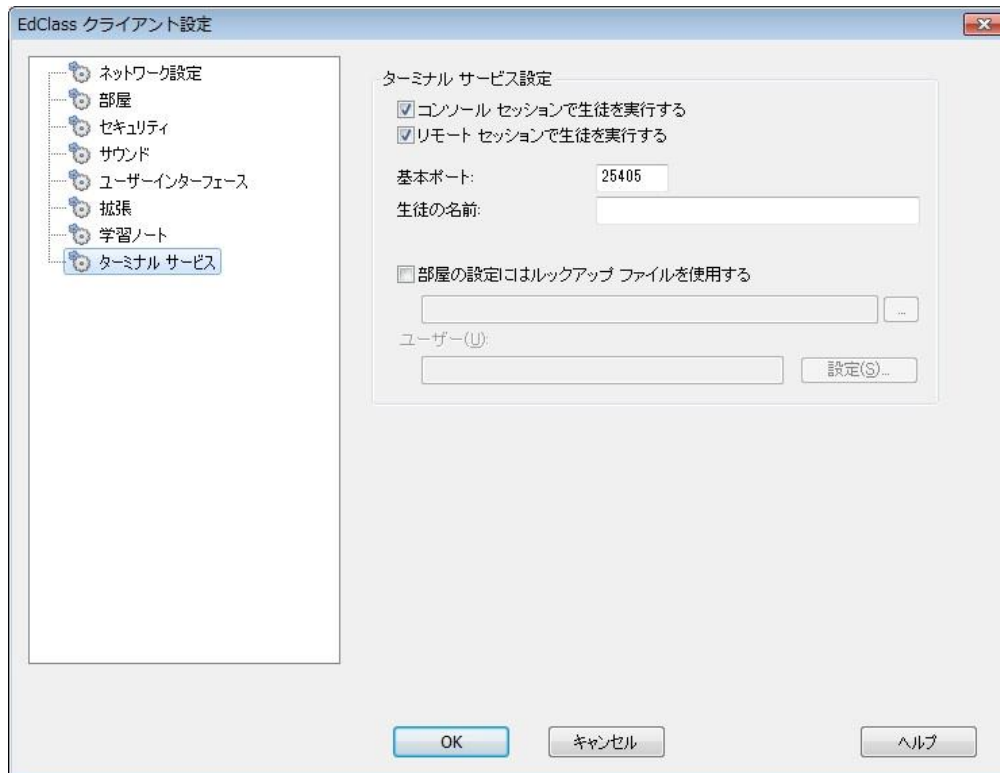 EdClass クライアント設定
ネットワーク設定
部屋
セキュリティ
サウンド
ユーザーインターフェース
拡張
学習ノート
ターミナル サービス
ターミナル サービス設定
コンソール セッションで生徒を実行する
リモート セッションで生徒を実行する
基本ポート: 25405
生徒の名前:
部屋の設定にはルックアップ ファイルを使用する
...
ユーザー(U):
設定(S)...
OK キャンセル ヘルプ